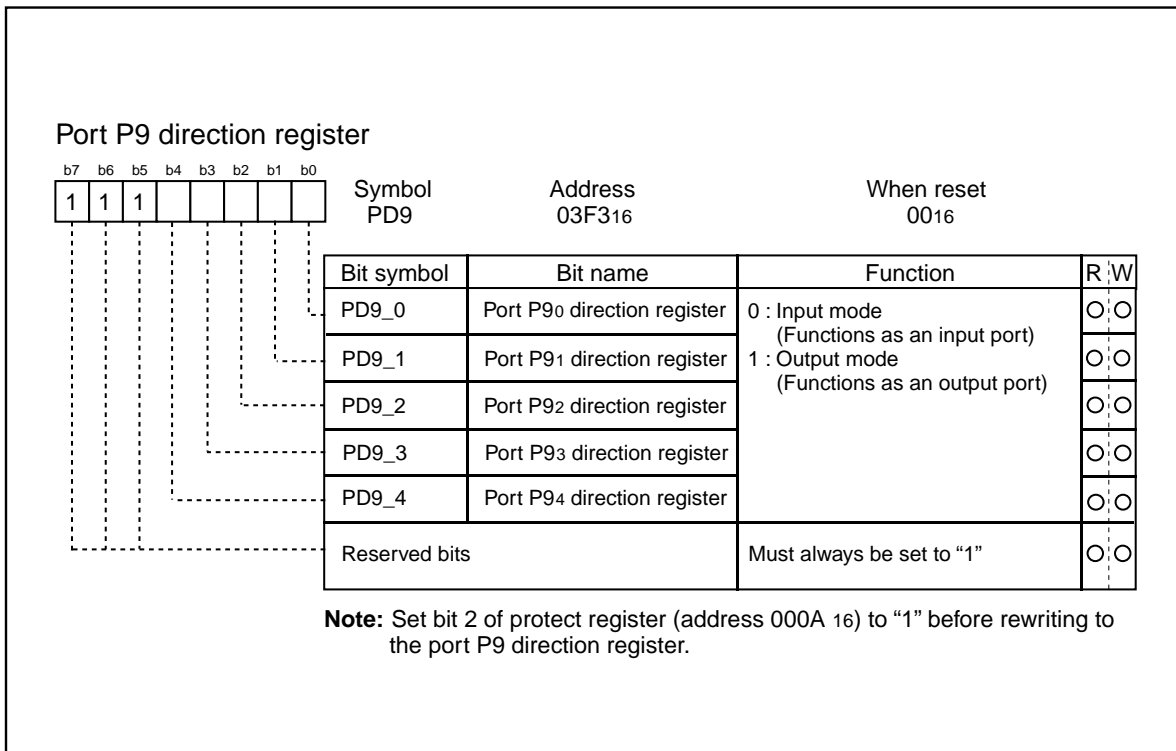 Port P9 direction register
b7 b6 b5 b4 b3 b2 b1 b0
1 1 1
Symbol Address When reset
PD9 03F316 0016
Bit symbol Bit name Function R W
PD9_0 Port P90 direction register 0 : Input mode
(Functions as an input port)
PD9_1 Port P91 direction register 1 : Output mode
(Functions as an output port)
PD9_2 Port P92 direction register
PD9_3 Port P93 direction register
PD9_4 Port P94 direction register
Reserved bits Must always be set to “1”
Note: Set bit 2 of protect register (address 000A 16) to “1” before rewriting to
the port P9 direction register.